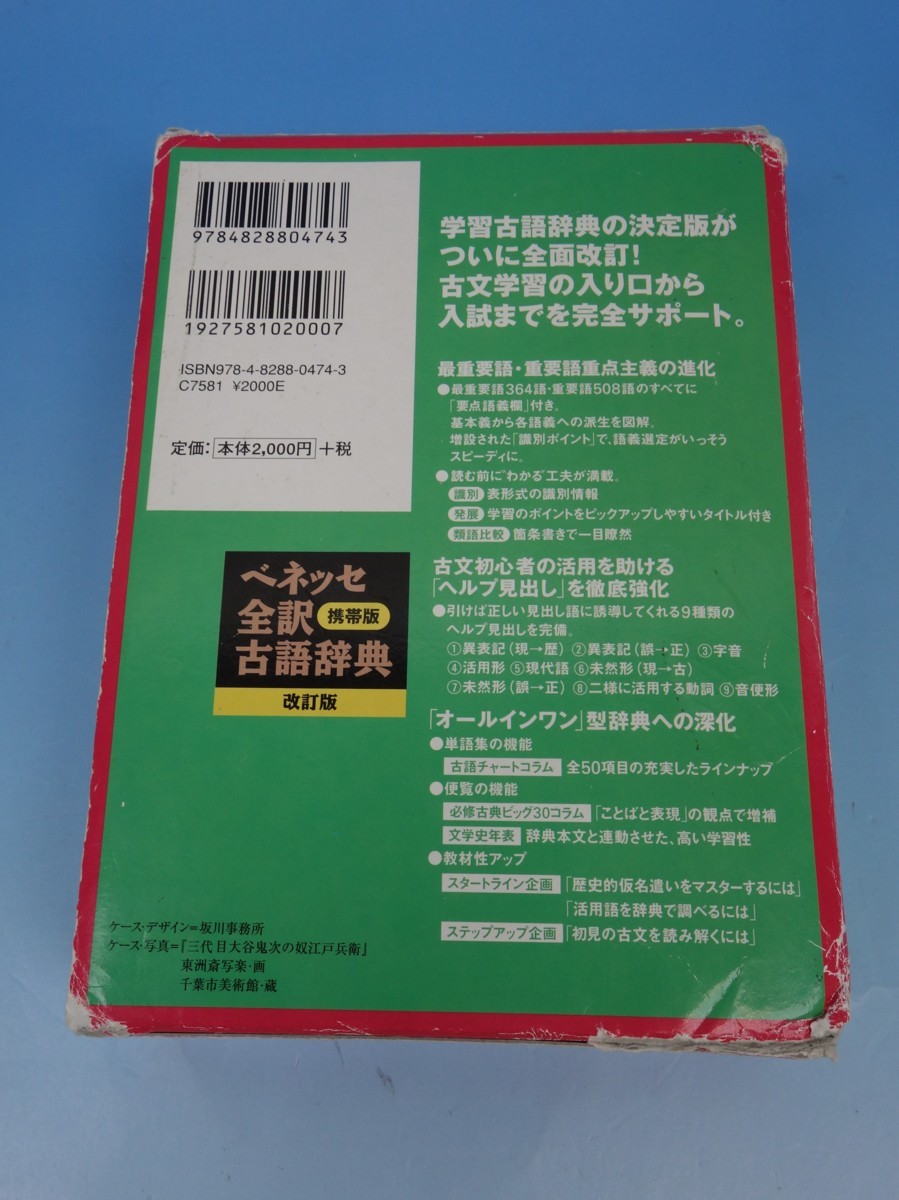 9784828804743
1927581020007
ISBN978-4-8288-0474-3
C7581 ¥2000E
定価：本体2,000円＋税
ベネッセ
全訳 携帯版
古語辞典
改訂版
学習古語辞典の決定版が
ついに全面改訂！
古文学習の入り口から
入試までを完全サポート。
最重要語・重要語重点主義の進化
●最重要語364語・重要語508語のすべてに
「要点語義欄」付き。
基本義から各語義への派生を図解。
増設された「識別ポイント」で、語義選定がいっそう
スピーディに。
●読む前に“わかる”工夫が満載。
識別 表形式の識別情報
発展 学習のポイントをピックアップしやすいタイトル付き
類語比較 箇条書きで一目瞭然
古文初心者の活用を助ける
「ヘルプ見出し」を徹底強化
●引けば正しい見出し語に誘導してくれる9種類の
ヘルプ見出しを完備。
①異表記（現→歴） ②異表記（誤→正） ③字音
④活用形 ⑤現代語 ⑥未然形（現→古）
⑦未然形（誤→正） ⑧二様に活用する動詞 ⑨音便形
「オールインワン」型辞典への深化
●単語集の機能
古語チャートコラム 全50項目の充実したラインナップ
●便覧の機能
必修古典ビッグ30コラム 「ことばと表現」の観点で増補
文学史年表 辞典本文と連動させた、高い学習性
●教材性アップ
スタートライン企画 「歴史的仮名遣いをマスターするには」
「活用語を辞典で調べるには」
ステップアップ企画 「初見の古文を読み解くには」
ケース・デザイン＝坂川事務所
ケース・写真＝『三代目大谷鬼次の奴江戸兵衛』
東洲斎写楽・画
千葉市美術館・蔵